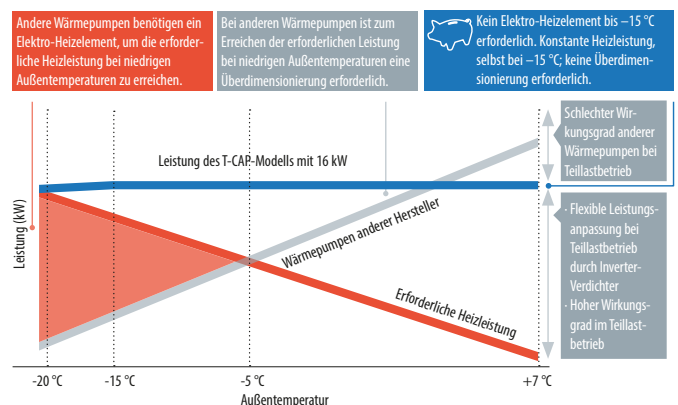 Andere Wärmepumpen benötigen ein
Elektro-Heizelement, um die erforder-
liche Heizleistung bei niedrigen
Außentemperaturen zu erreichen.
Bei anderen Wärmepumpen ist zum
Erreichen der erforderlichen Leistung
bei niedrigen Außentemperaturen eine
Überdimensionierung erforderlich.
Kein Elektro-Heizelement bis –15 °C
erforderlich. Konstante Heizleistung,
selbst bei –15 °C; keine Überdimen-
sionierung erforderlich.
Schlechter Wir-
kungsgrad anderer
Wärmepumpen bei
Teillastbetrieb
Leistung des T-CAP-Modells mit 16 kW
Wärmepumpen anderer Hersteller
Erforderliche Heizleistung
· Flexible Leistungs-
anpassung bei
Teillastbetrieb
durch Inverter-
Verdichter
· Hoher Wirkungs-
grad im Teillast-
betrieb
Leistung (kW)
-20 °C
-15 °C
-5 °C
+7 °C
Außentemperatur